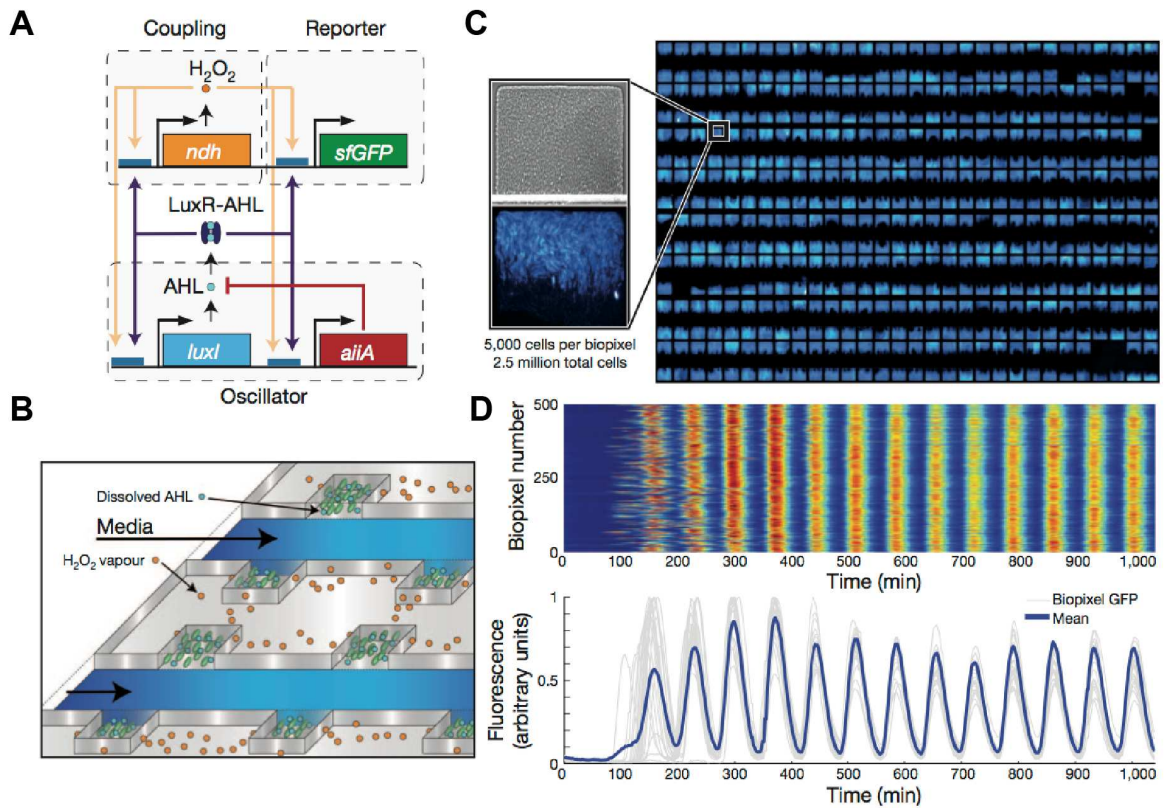 A
Coupling
Reporter
H2O2
ndh
sfGFP
LuxR-AHL
AHL
luxI
aiiA
Oscillator
B
Dissolved AHL
Media
H2O2 vapour
C
5,000 cells per biopixel
2.5 million total cells
D
Biopixel number
500
250
0
0 100 200 300 400 500 600 700 800 900 1,000
Time (min)
Fluorescence
(arbitrary units)
1
0.5
0
Biopixel GFP
Mean
0 100 200 300 400 500 600 700 800 900 1,000
Time (min)